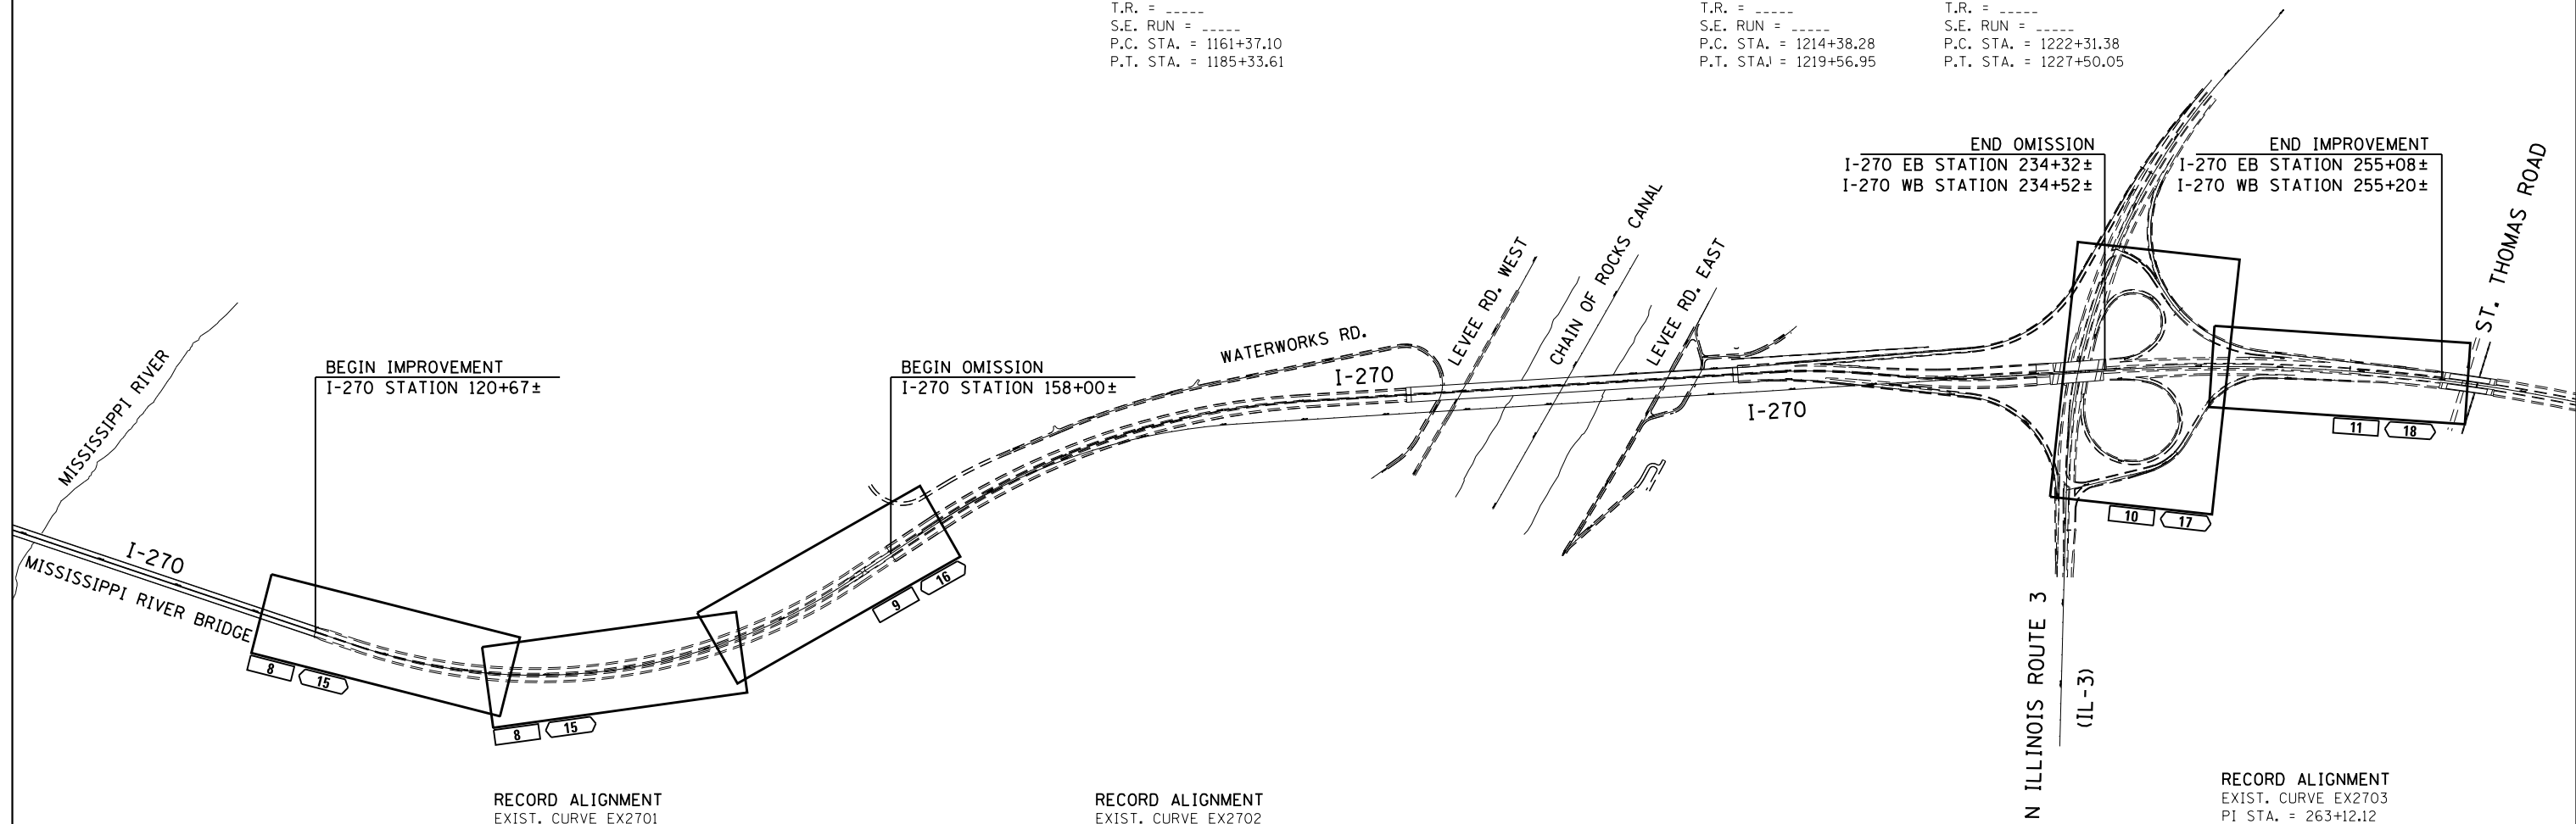 T.R. = _____
S.E. RUN = _____
P.C. STA. = 1161+37.10
P.T. STA. = 1185+33.61
T.R. = _____
S.E. RUN = _____
P.C. STA. = 1214+38.28
P.T. STA. = 1219+56.95
T.R. = _____
S.E. RUN = _____
P.C. STA. = 1222+31.38
P.T. STA. = 1227+50.05
END OMISSION
I-270 EB STATION 234+32±
I-270 WB STATION 234+52±
END IMPROVEMENT
I-270 EB STATION 255+08±
I-270 WB STATION 255+20±
ST. THOMAS ROAD
MISSISSIPPI RIVER
BEGIN IMPROVEMENT
I-270 STATION 120+67±
BEGIN OMISSION
I-270 STATION 158+00±
WATERWORKS RD.
LEVEE RD. WEST
CHAIN OF ROCKS CANAL
LEVEE RD. EAST
I-270
I-270
11
18
10
17
I-270
MISSISSIPPI RIVER BRIDGE
9
16
8
15
8
15
N ILLINOIS ROUTE 3
(IL-3)
RECORD ALIGNMENT
EXIST. CURVE EX2701
RECORD ALIGNMENT
EXIST. CURVE EX2702
RECORD ALIGNMENT
EXIST. CURVE EX2703
PI STA. = 263+12.12